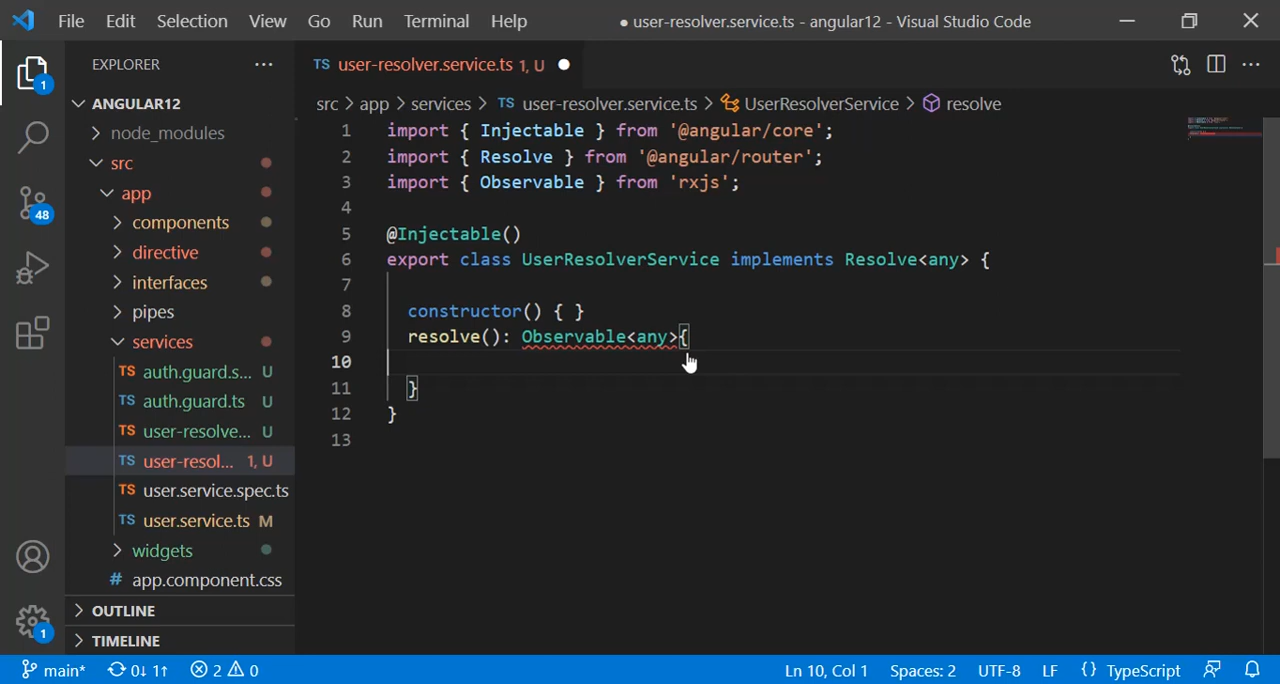 File Edit Selection View Go Run Terminal Help ● user-resolver.service.ts - angular12 - Visual Studio Code
EXPLORER ···
TS user-resolver.service.ts 1, U
1
ANGULAR12
src > app > services > TS user-resolver.service.ts > UserResolverService > resolve
node_modules
src
app
components
directive
interfaces
pipes
services
TS auth.guard.s... U
TS auth.guard.ts U
TS user-resolve... U
TS user-resol... 1, U
TS user.service.spec.ts
TS user.service.ts M
widgets
# app.component.css
OUTLINE
TIMELINE
48
1
1 import { Injectable } from '@angular/core';
2 import { Resolve } from '@angular/router';
3 import { Observable } from 'rxjs';
4
5 @Injectable()
6 export class UserResolverService implements Resolve<any> {
7
8 constructor() { }
9 resolve(): Observable<any>{
10
11 }
12 }
13
main* 0↓ 1↑ 2 0 Ln 10, Col 1 Spaces: 2 UTF-8 LF {} TypeScript